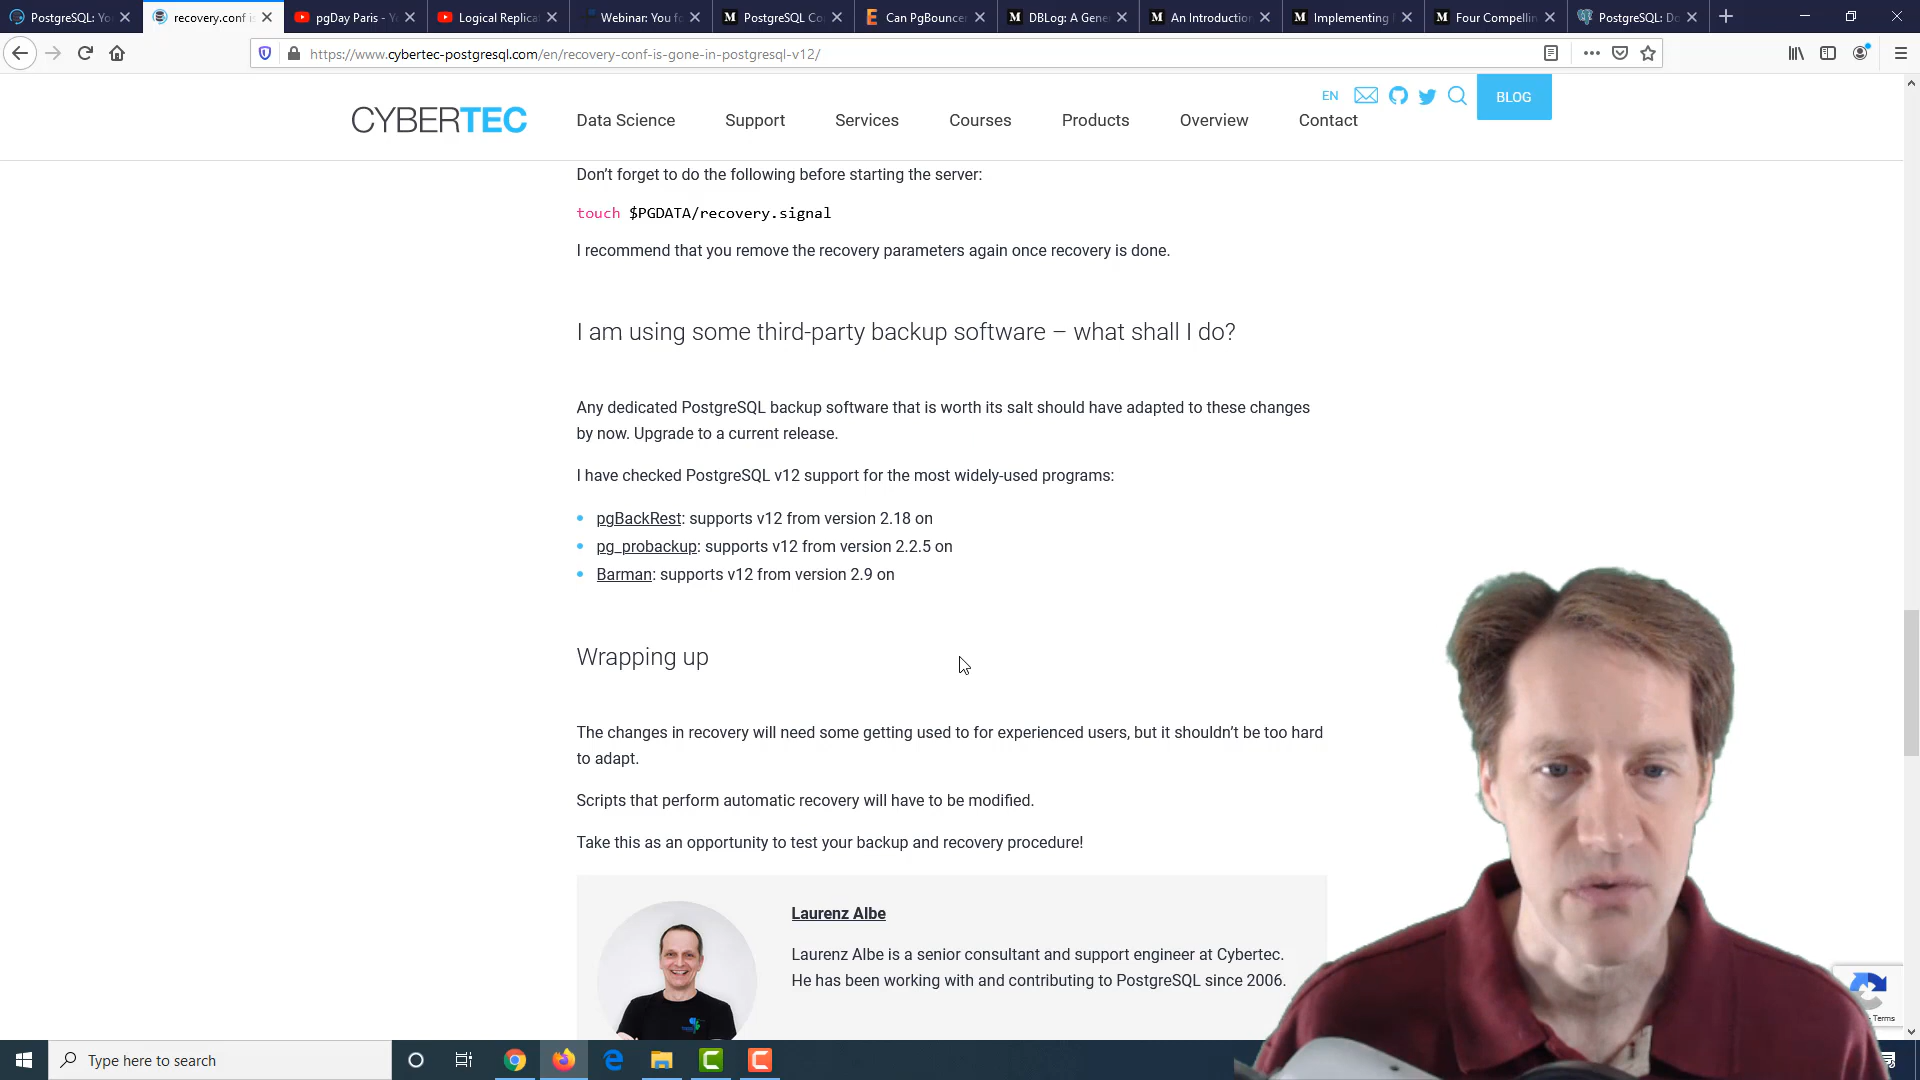 PostgreSQL: Yo
recovery.conf i
pgDay Paris - Y
Logical Replicat
Webinar: You fo
PostgreSQL Co
Can PgBouncer
DBLog: A Gene
An Introduction
Implementing
Four Compellin
PostgreSQL: Do
https://www.cybertec-postgresql.com/en/recovery-conf-is-gone-in-postgresql-v12/
CYBERTEC
EN
BLOG
Data Science
Support
Services
Courses
Products
Overview
Contact
Don’t forget to do the following before starting the server:
touch $PGDATA/recovery.signal
I recommend that you remove the recovery parameters again once recovery is done.
I am using some third-party backup software – what shall I do?
Any dedicated PostgreSQL backup software that is worth its salt should have adapted to these changes
by now. Upgrade to a current release.
I have checked PostgreSQL v12 support for the most widely-used programs:
pgBackRest: supports v12 from version 2.18 on
pg_probackup: supports v12 from version 2.2.5 on
Barman: supports v12 from version 2.9 on
Wrapping up
The changes in recovery will need some getting used to for experienced users, but it shouldn’t be too hard
to adapt.
Scripts that perform automatic recovery will have to be modified.
Take this as an opportunity to test your backup and recovery procedure!
Laurenz Albe
Laurenz Albe is a senior consultant and support engineer at Cybertec.
He has been working with and contributing to PostgreSQL since 2006.
Terms
Type here to search